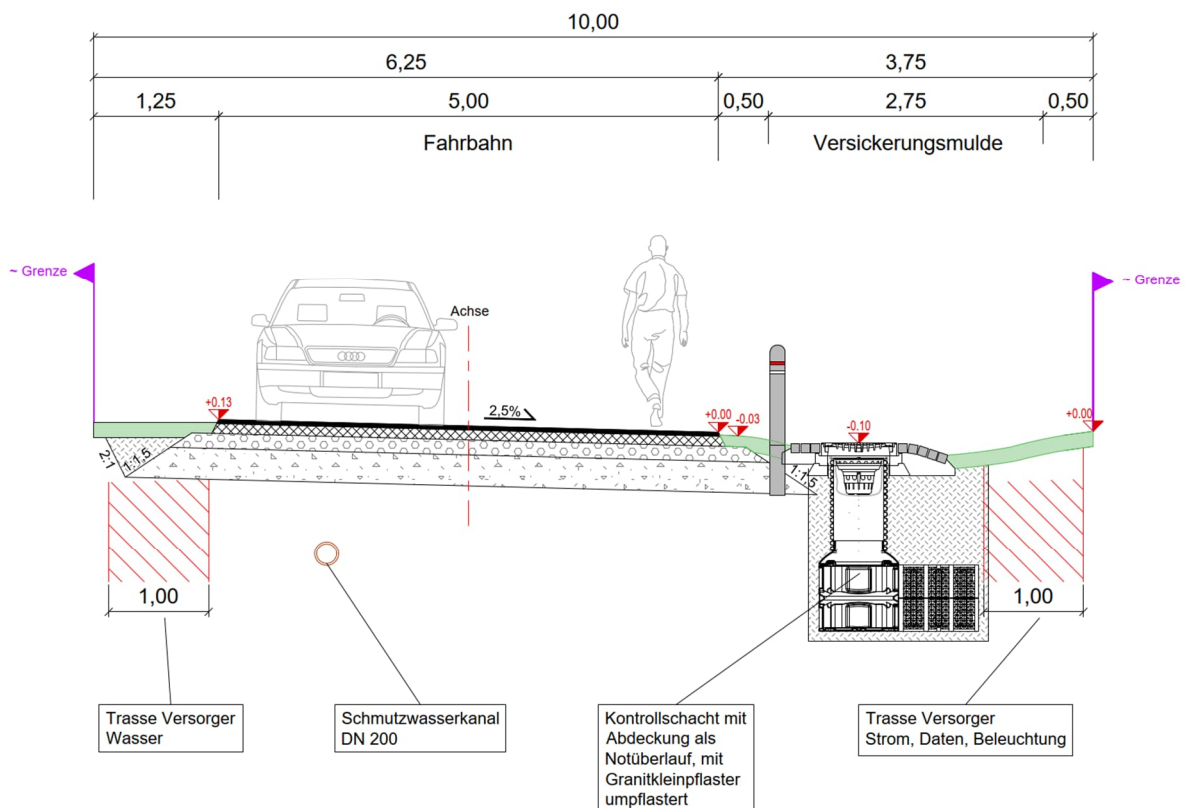 10,00
6,25
3,75
1,25
5,00
0,50
2,75
0,50
Fahrbahn
Versickerungsmulde
~ Grenze
~ Grenze
Achse
+0.13
2,5%
+0.00
-0.03
-0.10
+0.00
2:1
1:1,5
1:1,5
1,00
1,00
Trasse Versorger
Wasser
Schmutzwasserkanal
DN 200
Kontrollschacht mit
Abdeckung als
Notüberlauf, mit
Granitkleinpflaster
umpflastert
Trasse Versorger
Strom, Daten, Beleuchtung